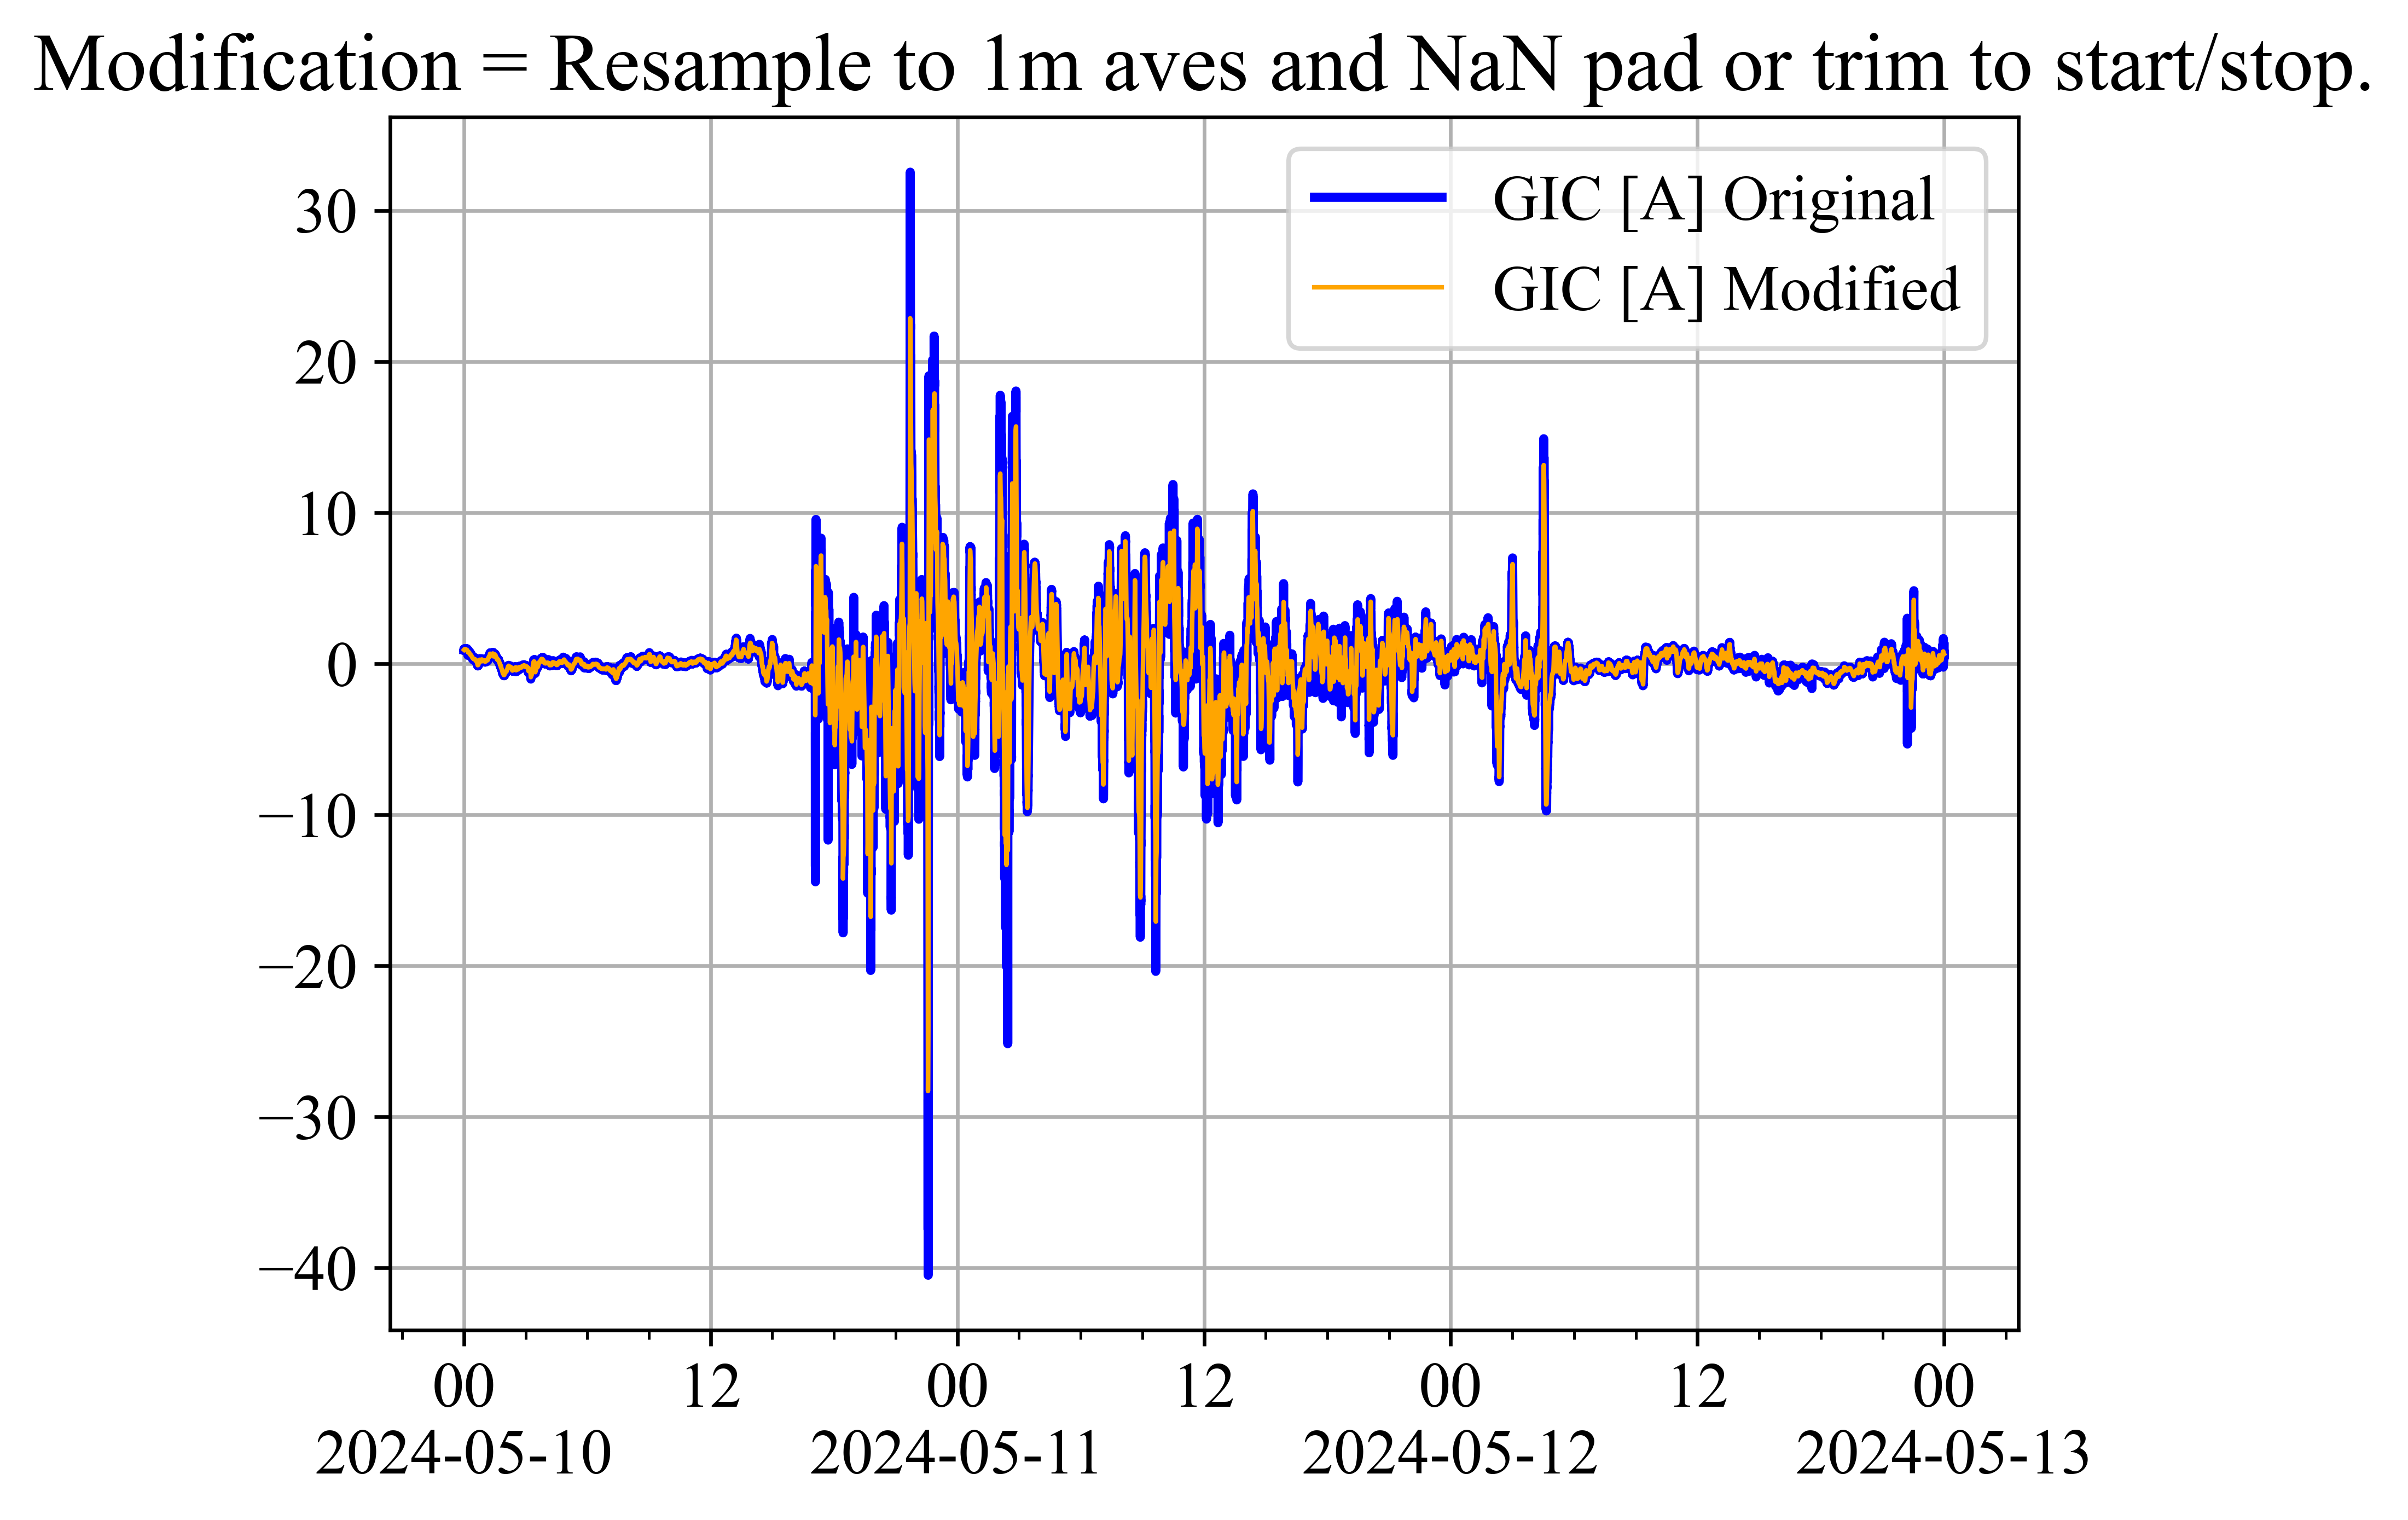 Modification = Resample to 1m aves and NaN pad or trim to start/stop.
GIC [A] Original
GIC [A] Modified
30
20
10
0
−10
−20
−30
−40
00 12 00 12 00 12 00
2024-05-10 2024-05-11 2024-05-12 2024-05-13